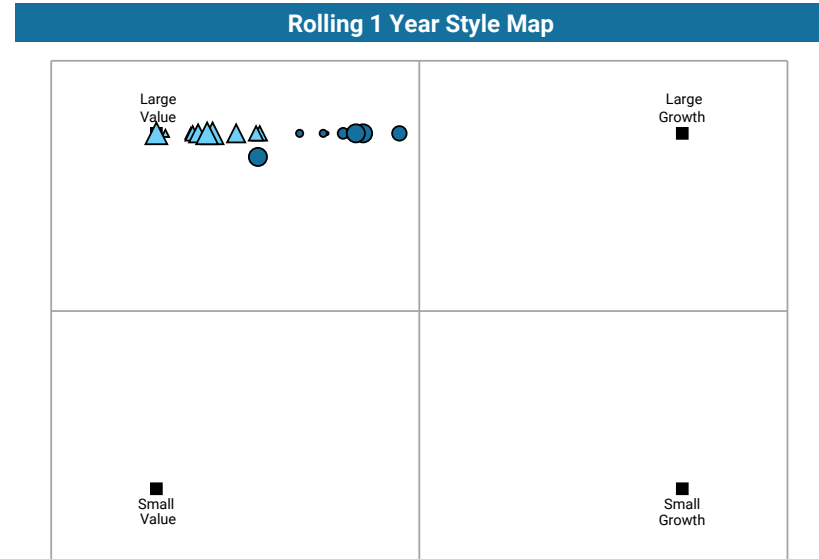 Rolling 1 Year Style Map
Large
Value
Large
Growth
Small
Value
Small
Growth